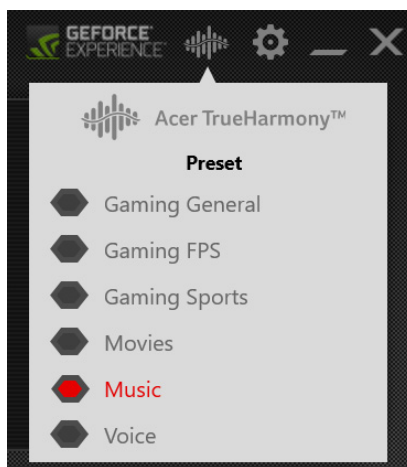 GEFORCE
EXPERIENCE
Acer TrueHarmony™
Preset
Gaming General
Gaming FPS
Gaming Sports
Movies
Music
Voice